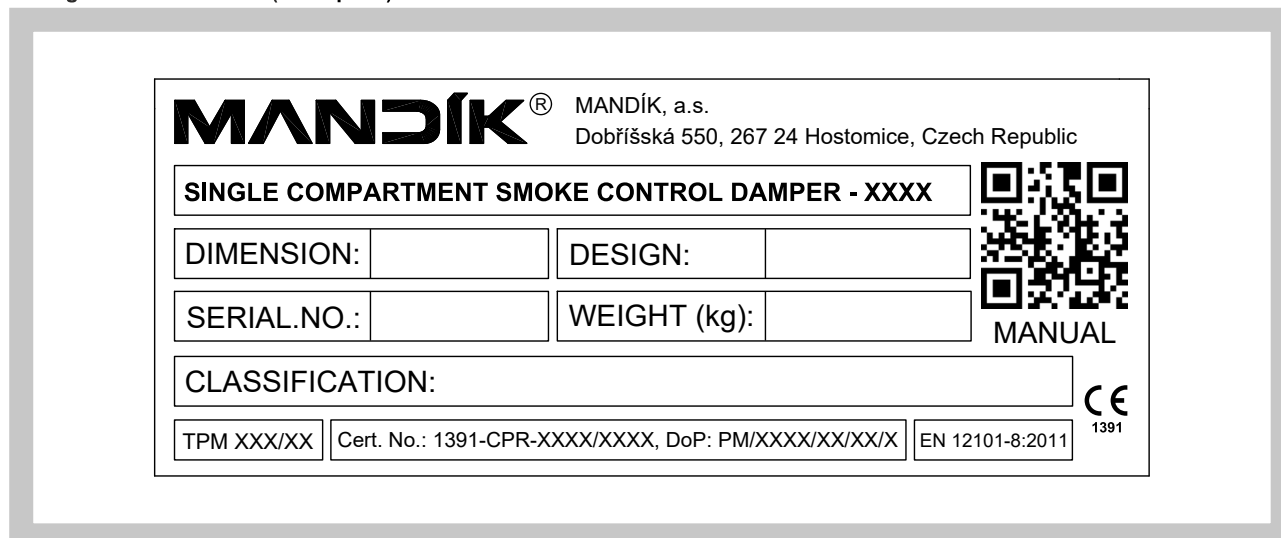 MANDÍK®
MANDÍK, a.s.
Dobříšská 550, 267 24 Hostomice, Czech Republic
SINGLE COMPARTMENT SMOKE CONTROL DAMPER - XXXX
DIMENSION:
DESIGN:
SERIAL.NO.:
WEIGHT (kg):
MANUAL
CLASSIFICATION:
CE
1391
TPM XXX/XX
Cert. No.: 1391-CPR-XXXX/XXXX, DoP: PM/XXXX/XX/XX/X
EN 12101-8:2011